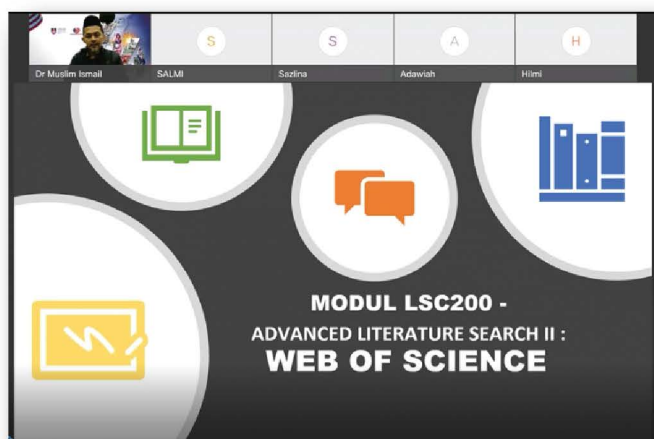 S
S
A
H
Dr Muslim Ismail
SALMI
Sazlina
Adawiah
Hilmi
MODUL LSC200 -
ADVANCED LITERATURE SEARCH II :
WEB OF SCIENCE